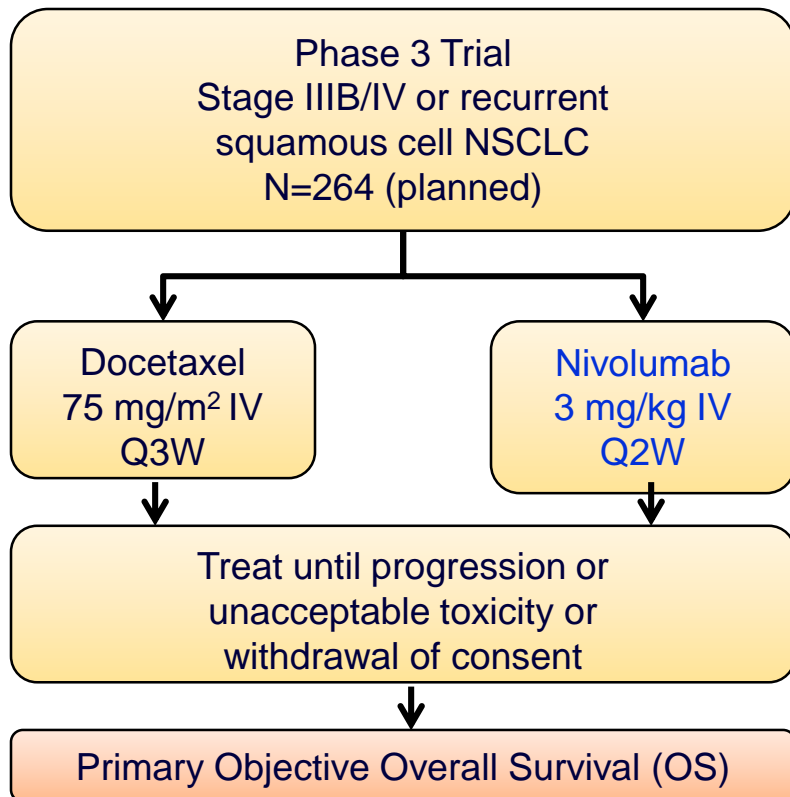 Phase 3 Trial
Stage IIIB/IV or recurrent
squamous cell NSCLC
N=264 (planned)
Docetaxel
75 mg/m² IV
Q3W
Nivolumab
3 mg/kg IV
Q2W
Treat until progression or
unacceptable toxicity or
withdrawal of consent
Primary Objective Overall Survival (OS)